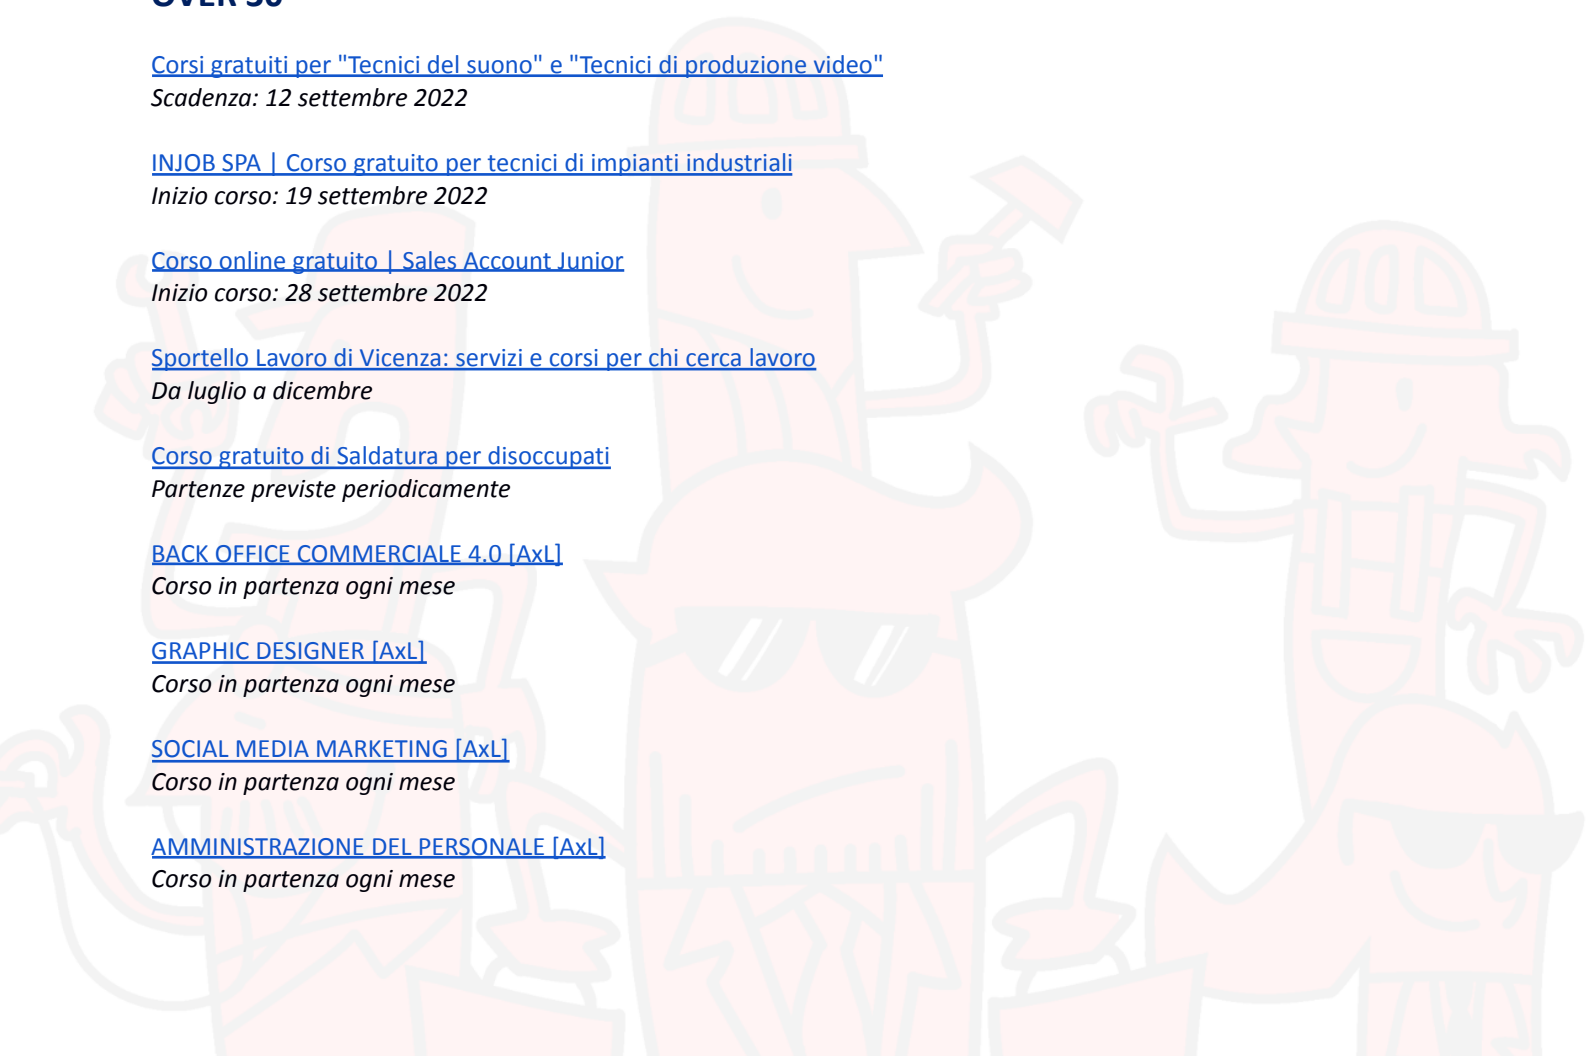 OVER 30
Corsi gratuiti per "Tecnici del suono" e "Tecnici di produzione video"
Scadenza: 12 settembre 2022
INJOB SPA | Corso gratuito per tecnici di impianti industriali
Inizio corso: 19 settembre 2022
Corso online gratuito | Sales Account Junior
Inizio corso: 28 settembre 2022
Sportello Lavoro di Vicenza: servizi e corsi per chi cerca lavoro
Da luglio a dicembre
Corso gratuito di Saldatura per disoccupati
Partenze previste periodicamente
BACK OFFICE COMMERCIALE 4.0 [AxL]
Corso in partenza ogni mese
GRAPHIC DESIGNER [AxL]
Corso in partenza ogni mese
SOCIAL MEDIA MARKETING [AxL]
Corso in partenza ogni mese
AMMINISTRAZIONE DEL PERSONALE [AxL]
Corso in partenza ogni mese